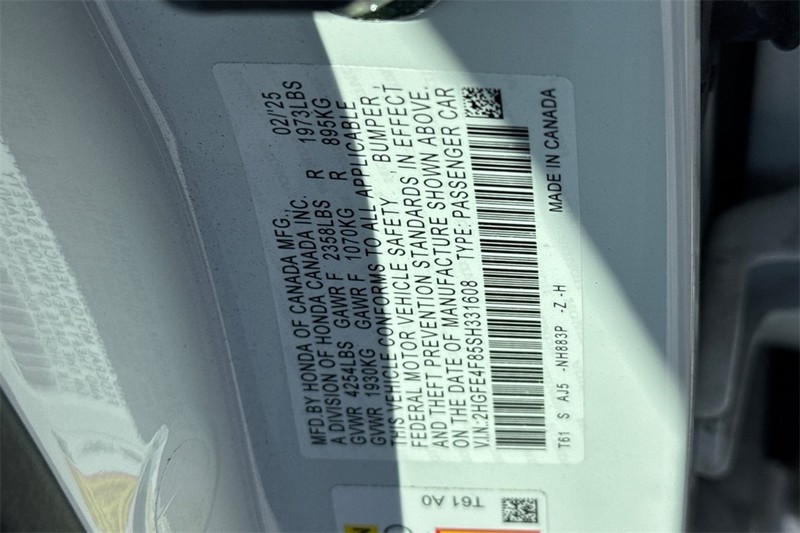 MFD.BY HONDA OF CANADA MFG., 02/'25
A DIVISION OF HONDA CANADA INC.
GVWR 4254LBS GAWR F 2358LBS R 1973LBS
GVWR 1930KG GAWR F 1070KG R 895KG
THIS VEHICLE CONFORMS TO ALL APPLICABLE
FEDERAL MOTOR VEHICLE SAFETY , BUMPER ,
AND THEFT PREVENTION STANDARDS IN EFFECT
ON THE DATE OF MANUFACTURE SHOWN ABOVE.
V.I.N:2HGFE4F85SH331608 TYPE: PASSENGER CAR
T61 S AJ5 -NH883P -Z -H MADE IN CANADA
T61 A0